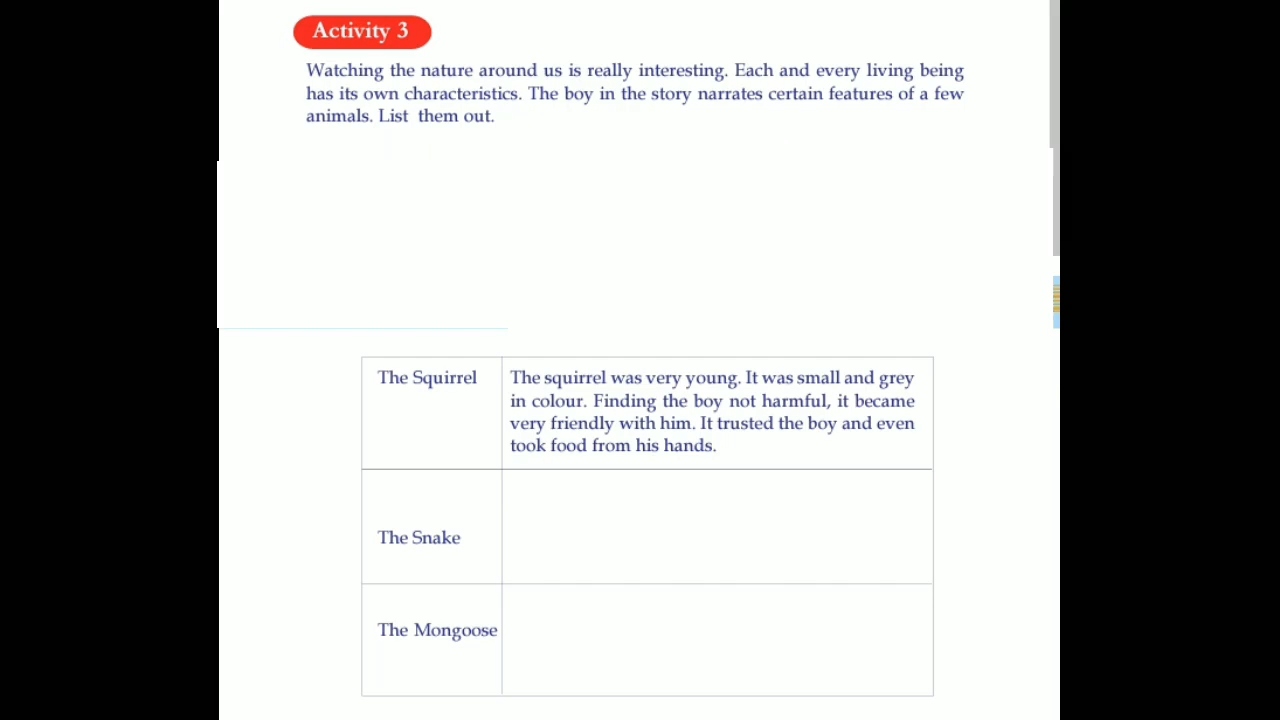 Activity 3
Watching the nature around us is really interesting. Each and every living being
has its own characteristics. The boy in the story narrates certain features of a few
animals. List them out.
The Squirrel
The squirrel was very young. It was small and grey
in colour. Finding the boy not harmful, it became
very friendly with him. It trusted the boy and even
took food from his hands.
The Snake
The Mongoose